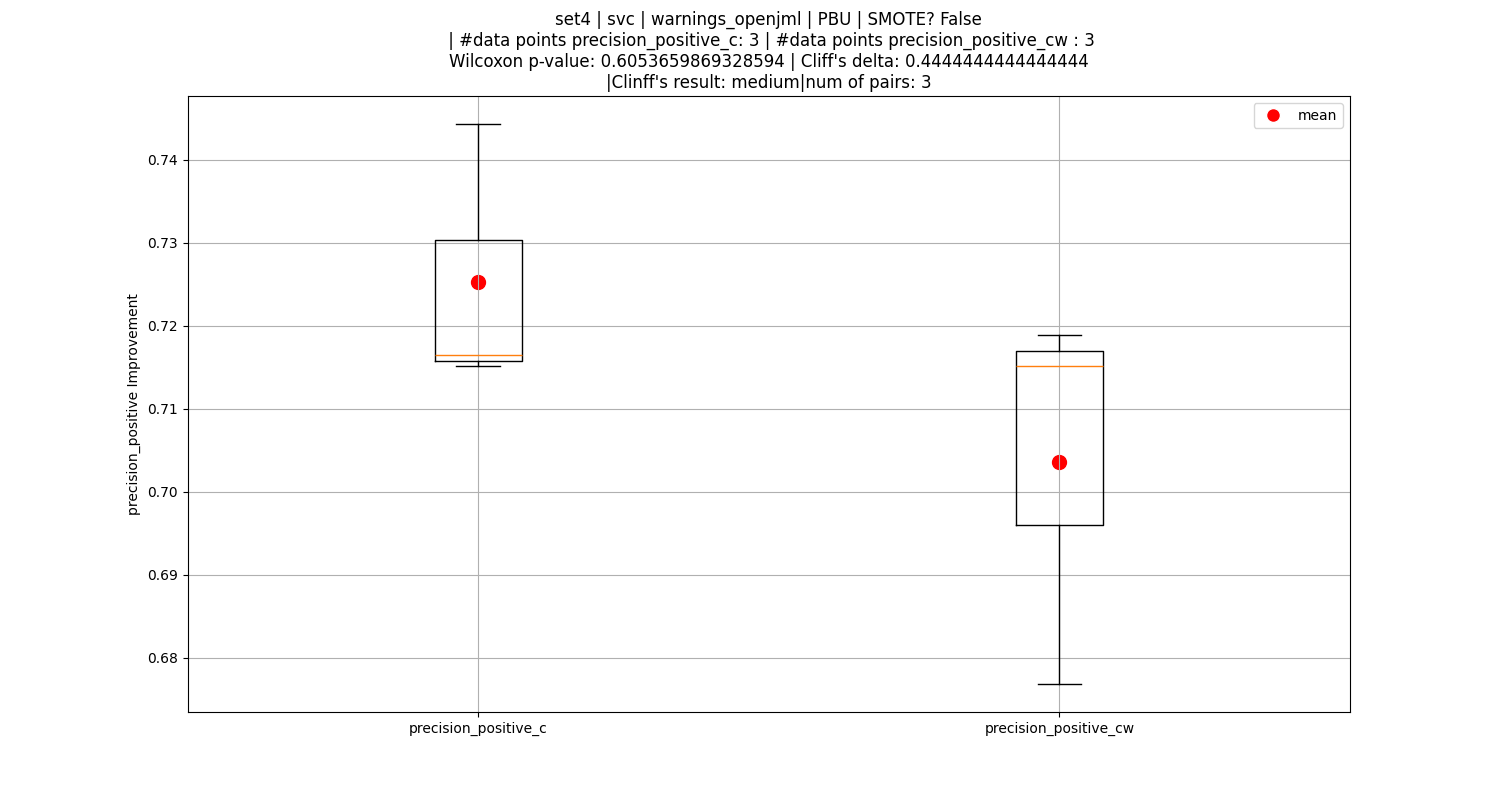 set4 | svc | warnings_openjml | PBU | SMOTE? False
| #data points precision_positive_c: 3 | #data points precision_positive_cw : 3
Wilcoxon p-value: 0.6053659869328594 | Cliff's delta: 0.4444444444444444
|Clinff's result: medium|num of pairs: 3
mean
0.74
0.73
0.72
0.71
0.70
0.69
0.68
precision_positive Improvement
precision_positive_c
precision_positive_cw